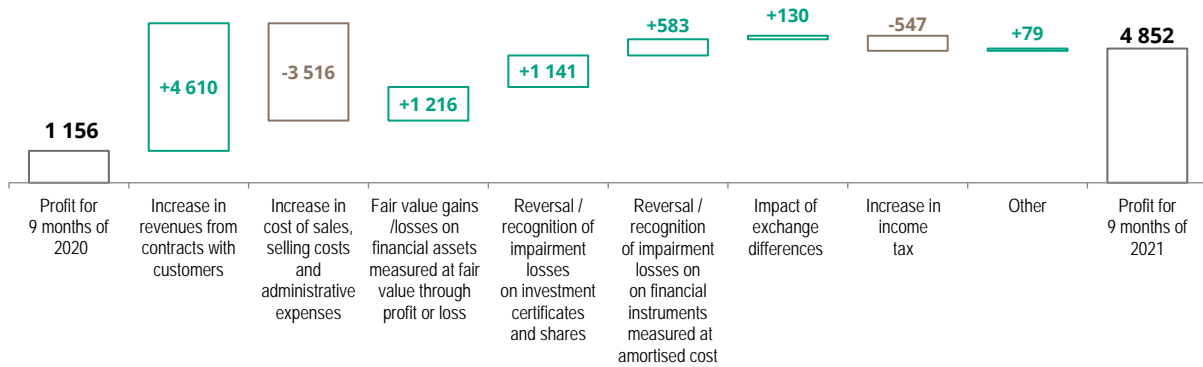 1 156
+4 610
-3 516
+1 216
+1 141
+583
+130
-547
+79
4 852
Profit for
9 months of
2020
Increase in
revenues from
contracts with
customers
Increase in
cost of sales,
selling costs
and
administrative
expenses
Fair value gains
/losses on
financial assets
measured at fair
value through
profit or loss
Reversal /
recognition of
impairment
losses
on investment
certificates
and shares
Reversal /
recognition
of impairment
losses on
on financial
instruments
measured at
amortised cost
Impact of
exchange
differences
Increase in
income
tax
Other
Profit for
9 months of
2021